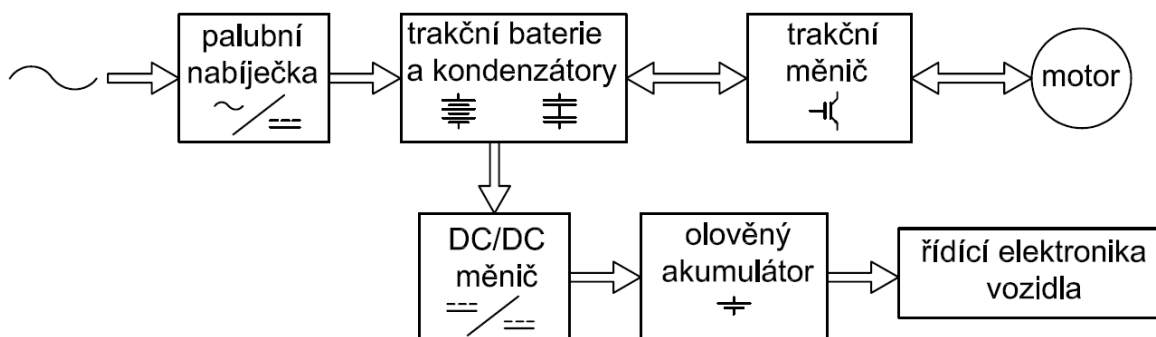 palubní
nabíječka
trakční baterie
a kondenzátory
trakční
měnič
motor
DC/DC
měnič
olověný
akumulátor
řídící elektronika
vozidla